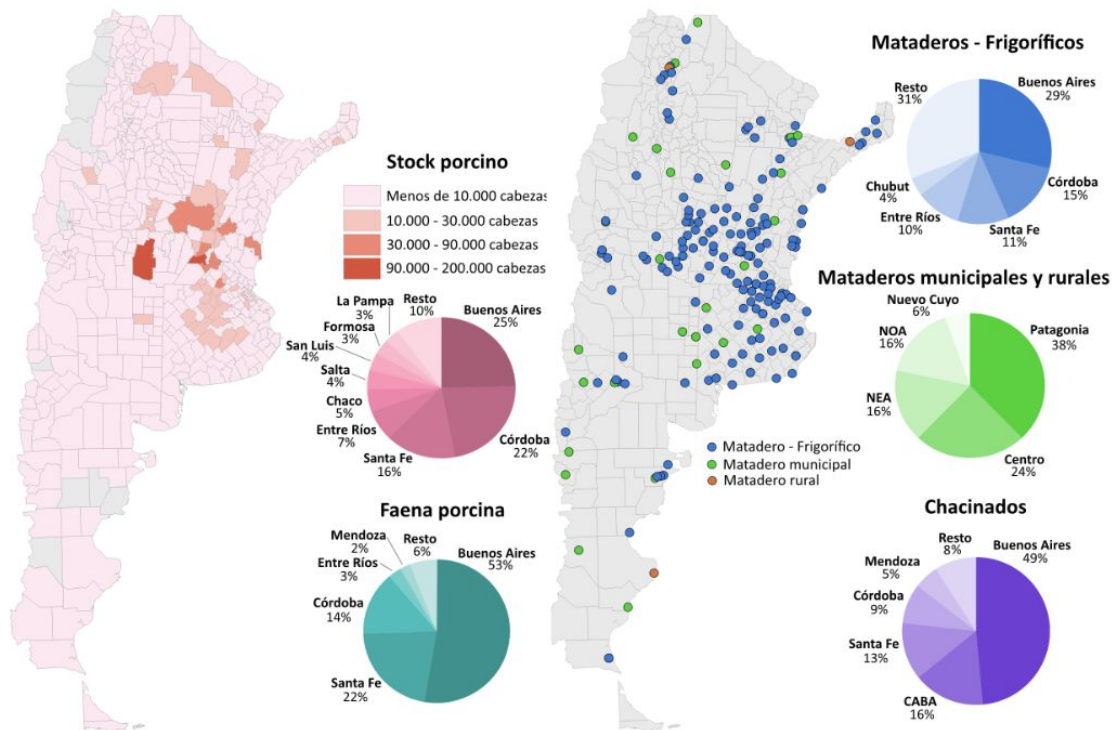 Stock porcino
Menos de 10.000 cabezas
10.000 - 30.000 cabezas
30.000 - 90.000 cabezas
90.000 - 200.000 cabezas
La Pampa
3%
Resto
10%
Buenos Aires
25%
Formosa
3%
San Luis
4%
Salta
4%
Chaco
5%
Entre Ríos
7%
Santa Fe
16%
Córdoba
22%
Faena porcina
Mendoza
2%
Resto
6%
Buenos Aires
53%
Entre Ríos
3%
Córdoba
14%
Santa Fe
22%
Matadero - Frigorífico
Matadero municipal
Matadero rural
Mataderos - Frigoríficos
Resto
31%
Buenos Aires
29%
Chubut
4%
Entre Ríos
10%
Santa Fe
11%
Córdoba
15%
Mataderos municipales y rurales
Nuevo Cuyo
6%
Patagonia
38%
NOA
16%
NEA
16%
Centro
24%
Chacinados
Resto
8%
Buenos Aires
49%
Mendoza
5%
Córdoba
9%
Santa Fe
13%
CABA
16%